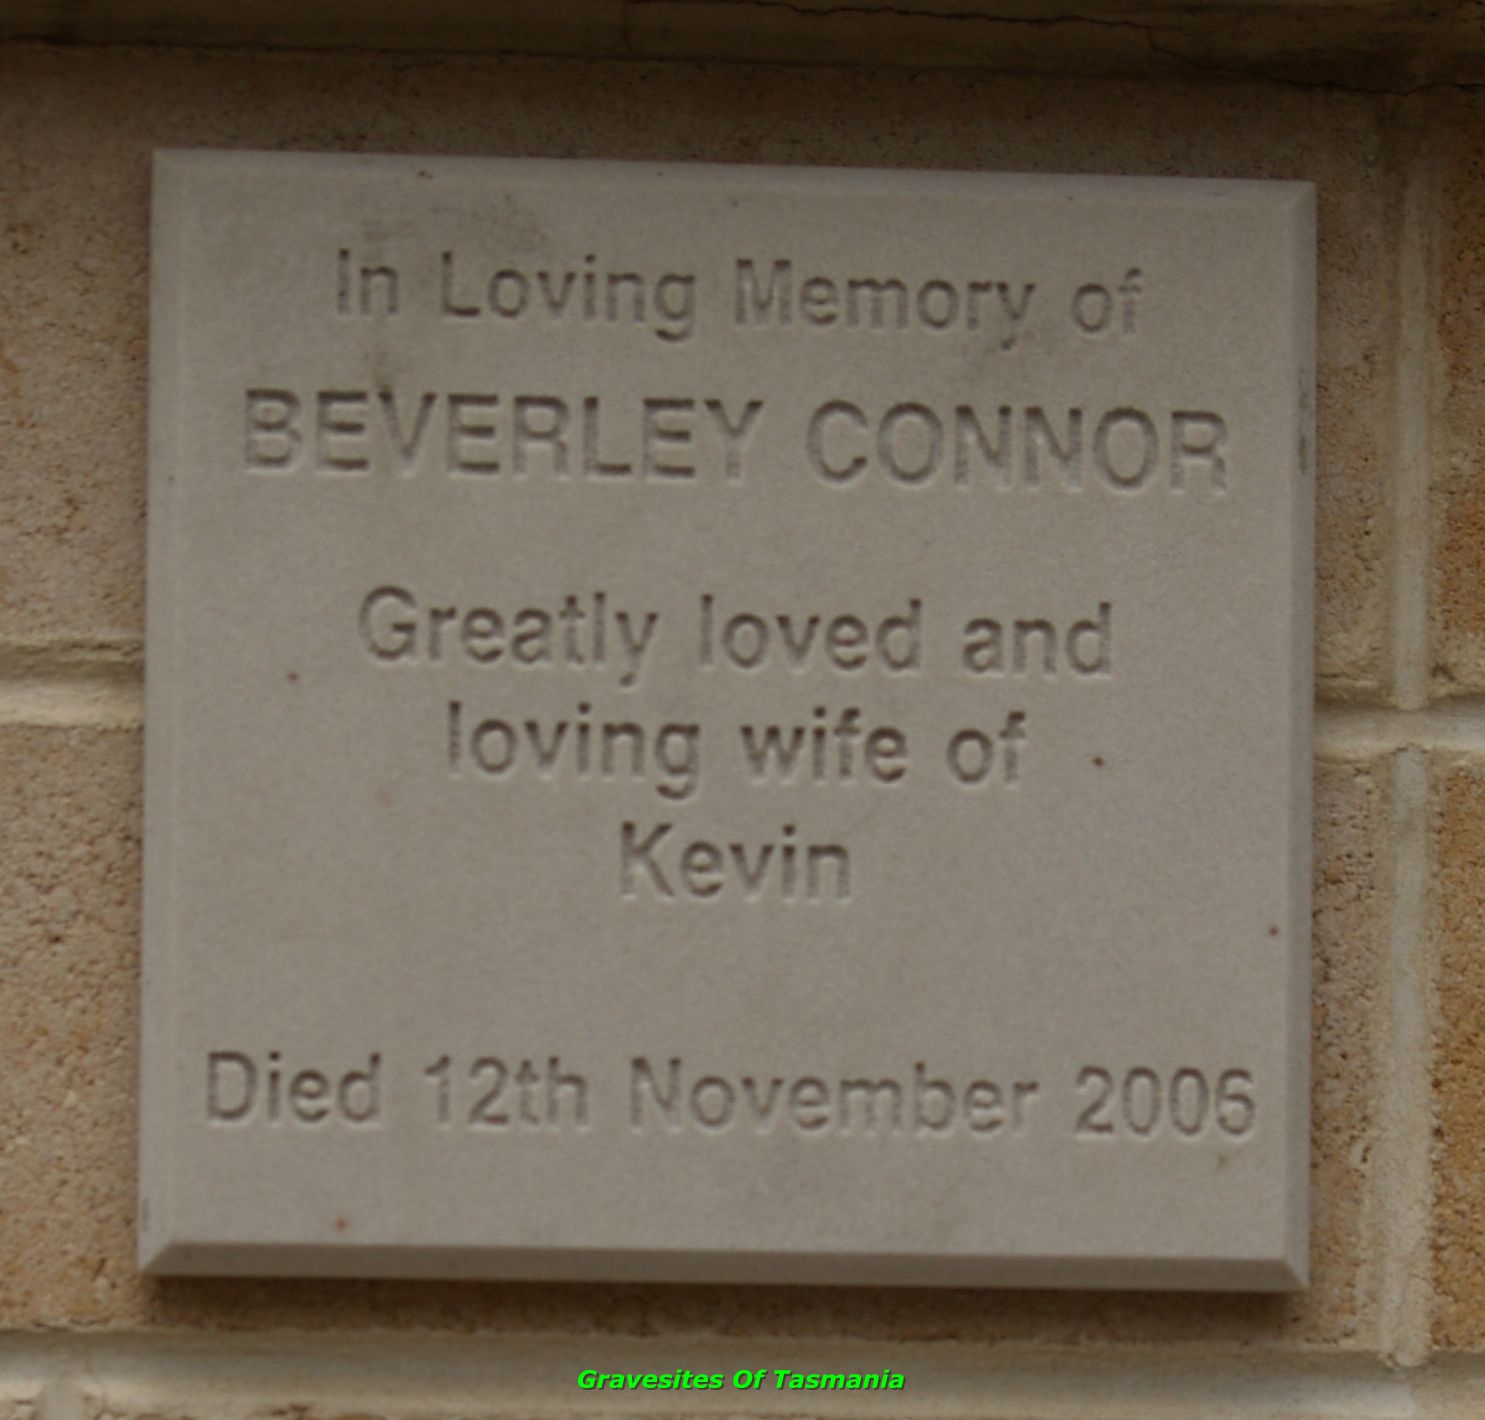 In Loving Memory of
BEVERLEY CONNOR
Greatly loved and
loving wife of
Kevin
Died 12th November 2006
Gravesites Of Tasmania